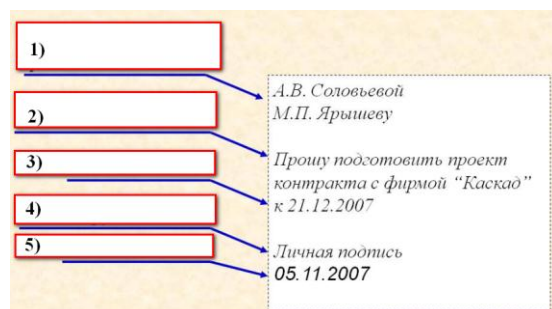 1)
2)
3)
4)
5)
А.В. Соловьевой
М.П. Ярышеву
Прошу подготовить проект
контракта с фирмой “Каскад”
к 21.12.2007
Личная подпись
05.11.2007